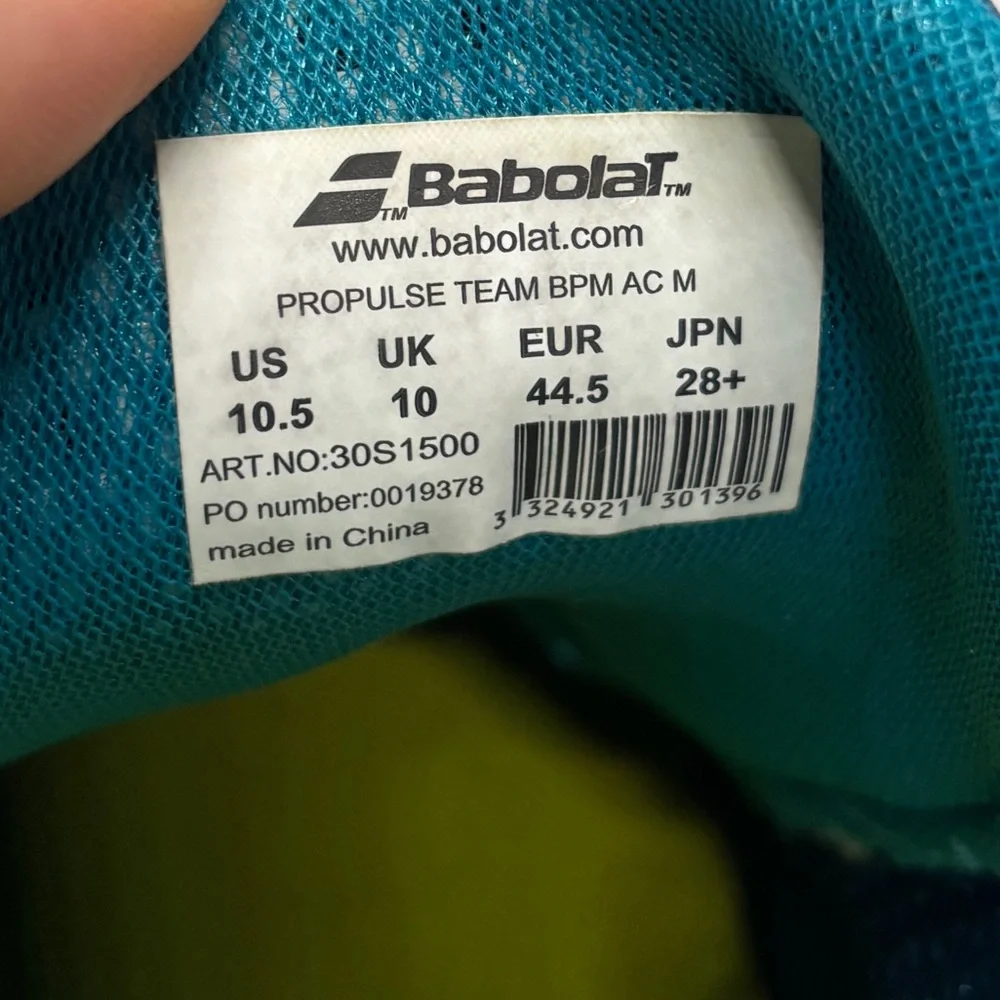 BabolaT™
www.babolat.com
PROPULSE TEAM BPM AC M
US UK EUR JPN
10.5 10 44.5 28+
ART.NO:30S1500
PO number:0019378
made in China
3 324921 301396